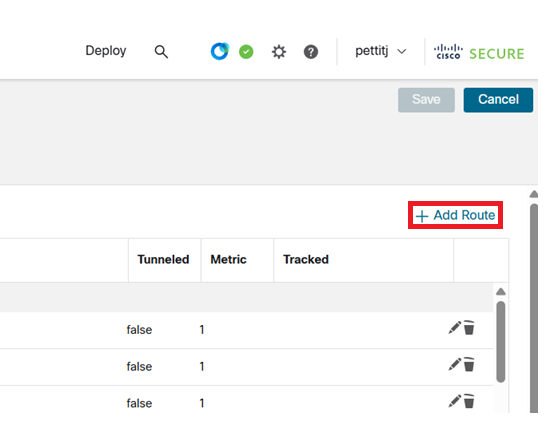 Deploy pettitj CISCO SECURE
Save Cancel
+ Add Route
Tunneled Metric Tracked
false 1
false 1
false 1